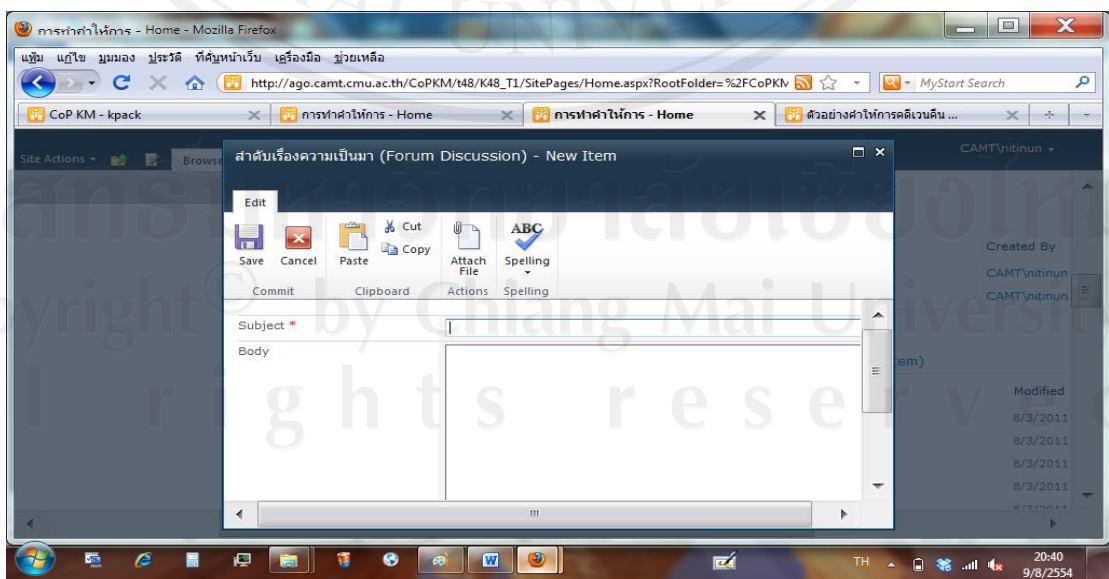 การทำคำให้การ - Home - Mozilla Firefox
แฟ้ม แก้ไข มุมมอง ประวัติ ที่คั่นหน้าเว็บ เครื่องมือ ช่วยเหลือ
http://ago.camt.cmu.ac.th/CoPKM/t48/K48_T1/SitePages/Home.aspx?RootFolder=%2FCoPKM MyStart Search
CoP KM - kpack การทำคำให้การ - Home การทำคำให้การ - Home ตัวอย่างคำให้การคดีเวนคืน ...
Site Actions Browse ลำดับเรื่องความเป็นมา (Forum Discussion) - New Item CAMT\nitinun
Edit
Save Cancel Paste Cut Copy Attach File ABC Spelling
Commit Clipboard Actions Spelling
Created By
CAMT\nitinun
CAMT\nitinun
Subject *
Body
tem)
Modified
8/3/2011
8/3/2011
8/3/2011
8/3/2011
8/3/2011
TH 20:40
9/8/2554